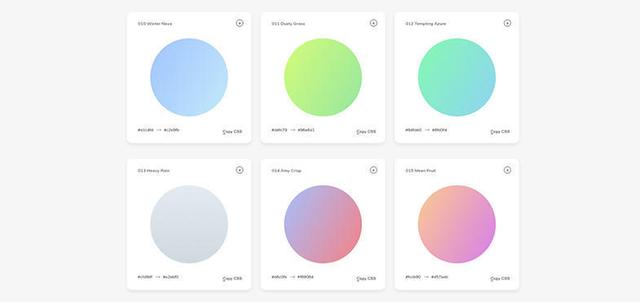 010 Winter Neva
#a1c4fd → #c2e9fb Copy CSS
011 Dusty Grass
#d4fc79 → #96e6a1 Copy CSS
012 Tempting Azure
#84fab0 → #8fd3f4 Copy CSS
013 Heavy Rain
#cfd9df → #e2ebf0 Copy CSS
014 Amy Crisp
#a6c0fe → #f68084 Copy CSS
015 Mean Fruit
#fccb90 → #d57eeb Copy CSS